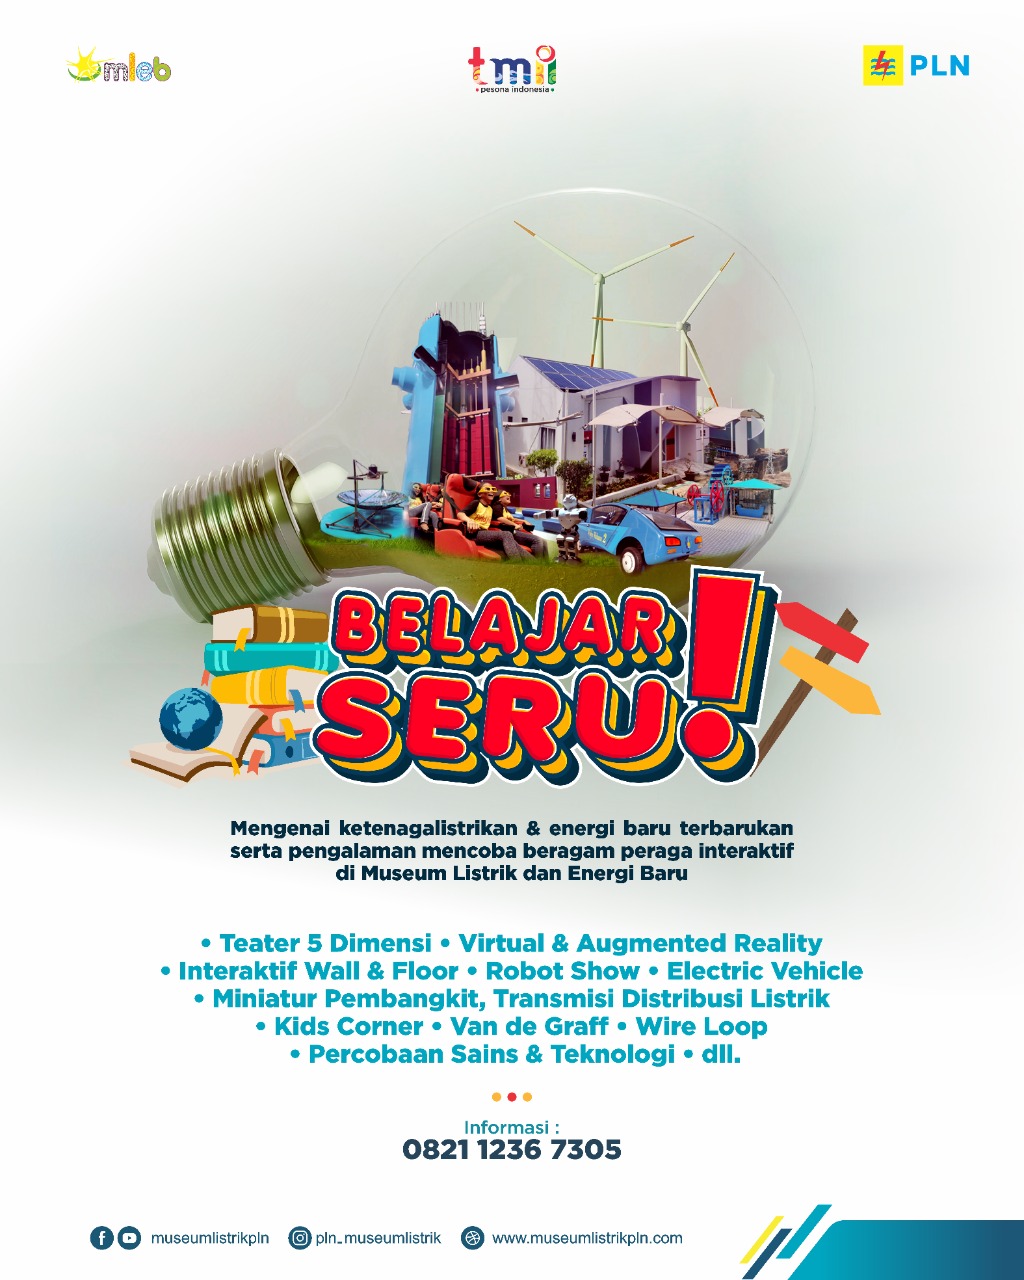 mleb
tmii
pesona indonesia
PLN
BELAJAR
SERU!
Mengenai ketenagalistrikan & energi baru terbarukan
serta pengalaman mencoba beragam peraga interaktif
di Museum Listrik dan Energi Baru
• Teater 5 Dimensi • Virtual & Augmented Reality
• Interaktif Wall & Floor • Robot Show • Electric Vehicle
• Miniatur Pembangkit, Transmisi Distribusi Listrik
• Kids Corner • Van de Graff • Wire Loop
• Percobaan Sains & Teknologi • dll.
Informasi :
0821 1236 7305
museumlistrikpln pln_museumlistrik www.museumlistrikpln.com